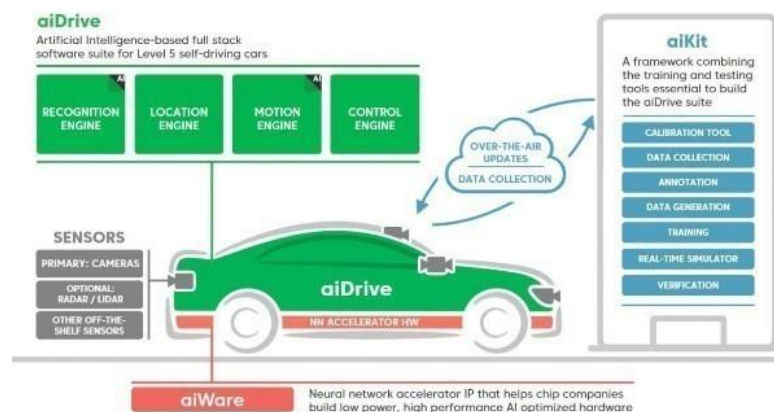 aiDrive
Artificial Intelligence-based full stack
software suite for Level 5 self-driving cars
AI
RECOGNITION
ENGINE
LOCATION
ENGINE
AI
MOTION
ENGINE
CONTROL
ENGINE
OVER-THE-AIR
UPDATES
DATA COLLECTION
aiKit
A framework combining
the training and testing
tools essential to build
the aiDrive suite
CALIBRATION TOOL
DATA COLLECTION
ANNOTATION
DATA GENERATION
TRAINING
REAL-TIME SIMULATOR
VERIFICATION
SENSORS
PRIMARY: CAMERAS
OPTIONAL:
RADAR / LIDAR
OTHER OFF-THE-
SHELF SENSORS
aiDrive
NN ACCELERATOR HW
aiWare
Neural network accelerator IP that helps chip companies
build low power, high performance AI optimized hardware